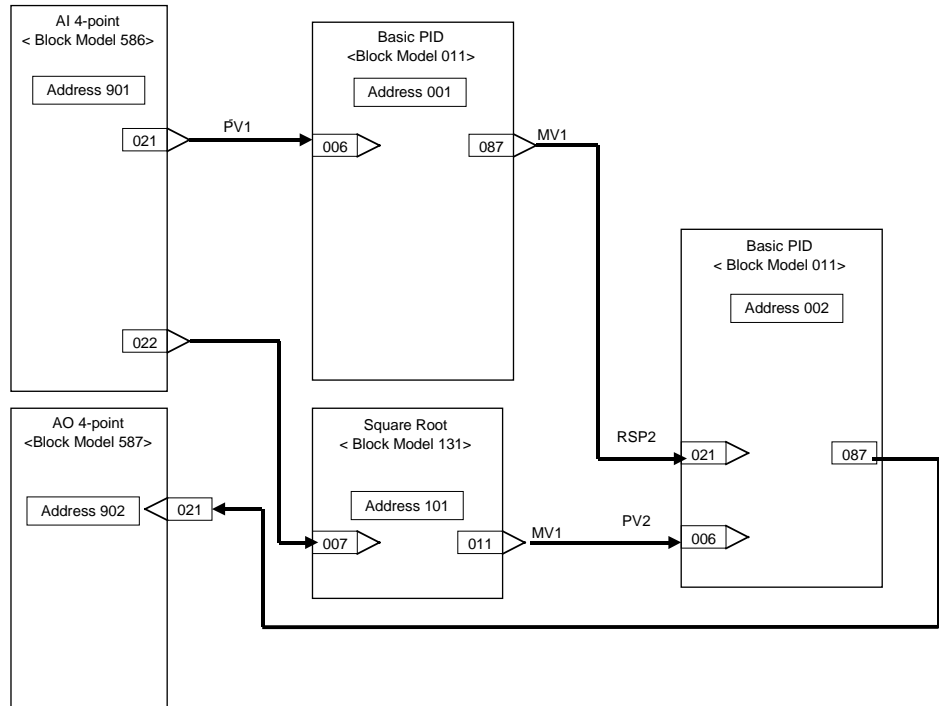 AI 4-point
< Block Model 586>
Address 901
021
022
PV1
Basic PID
<Block Model 011>
Address 001
006
087
MV1
Basic PID
< Block Model 011>
Address 002
RSP2
021
087
PV2
006
AO 4-point
<Block Model 587>
Address 902
021
Square Root
< Block Model 131>
Address 101
007
011
MV1